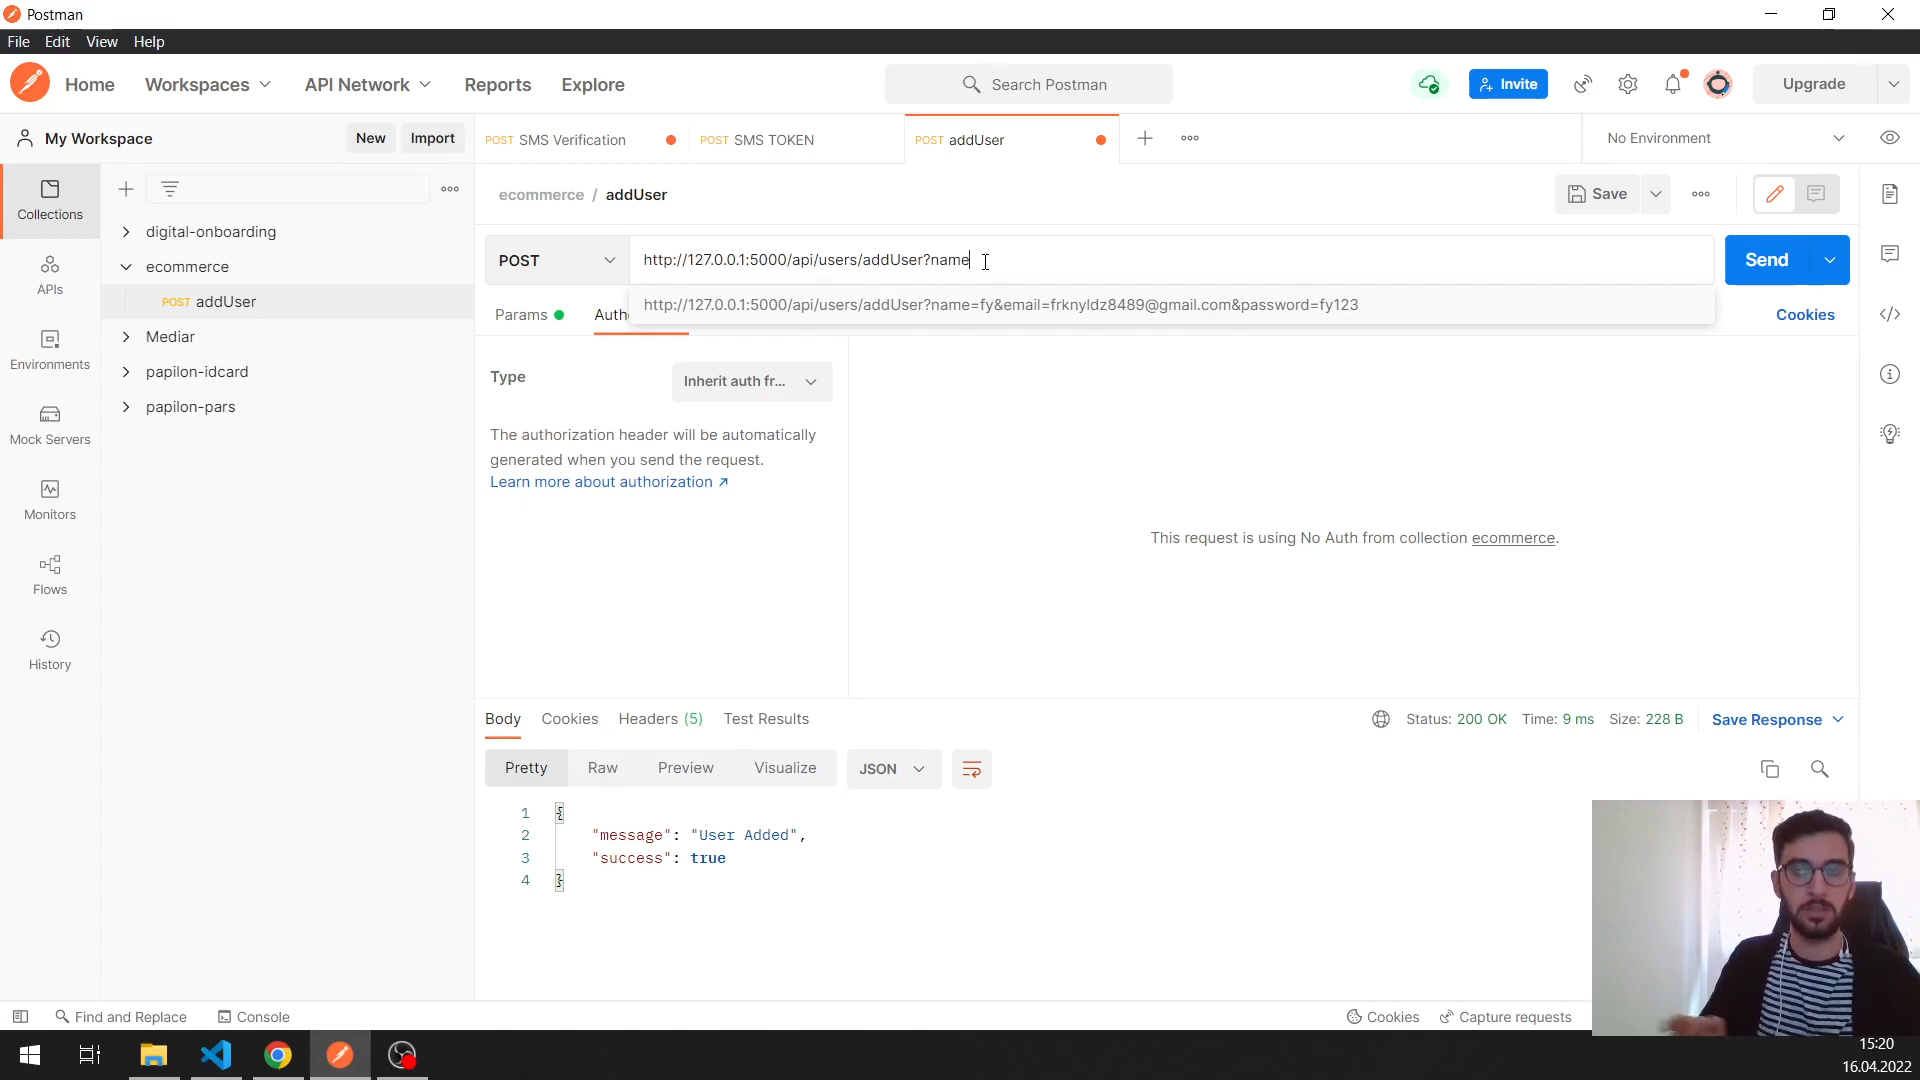 Postman
File Edit View Help
Home Workspaces API Network Reports Explore
Search Postman
Invite
Upgrade
My Workspace New Import
POST SMS Verification POST SMS TOKEN POST addUser
No Environment
ecommerce / addUser
Save
POST http://127.0.0.1:5000/api/users/addUser?name
Send
http://127.0.0.1:5000/api/users/addUser?name=fy&email=frknyldz8489@gmail.com&password=fy123
Params Auth
Cookies
Collections
APIs
Environments
Mock Servers
Monitors
Flows
History
digital-onboarding
ecommerce
POST addUser
Mediar
papilon-idcard
papilon-pars
Type Inherit auth fr...
The authorization header will be automatically
generated when you send the request.
Learn more about authorization ↗
This request is using No Auth from collection ecommerce.
Body Cookies Headers (5) Test Results
Status: 200 OK Time: 9 ms Size: 228 B Save Response
Pretty Raw Preview Visualize JSON
1 {
2 "message": "User Added",
3 "success": true
4 }
Find and Replace Console
Cookies Capture requests
15:20
16.04.2022